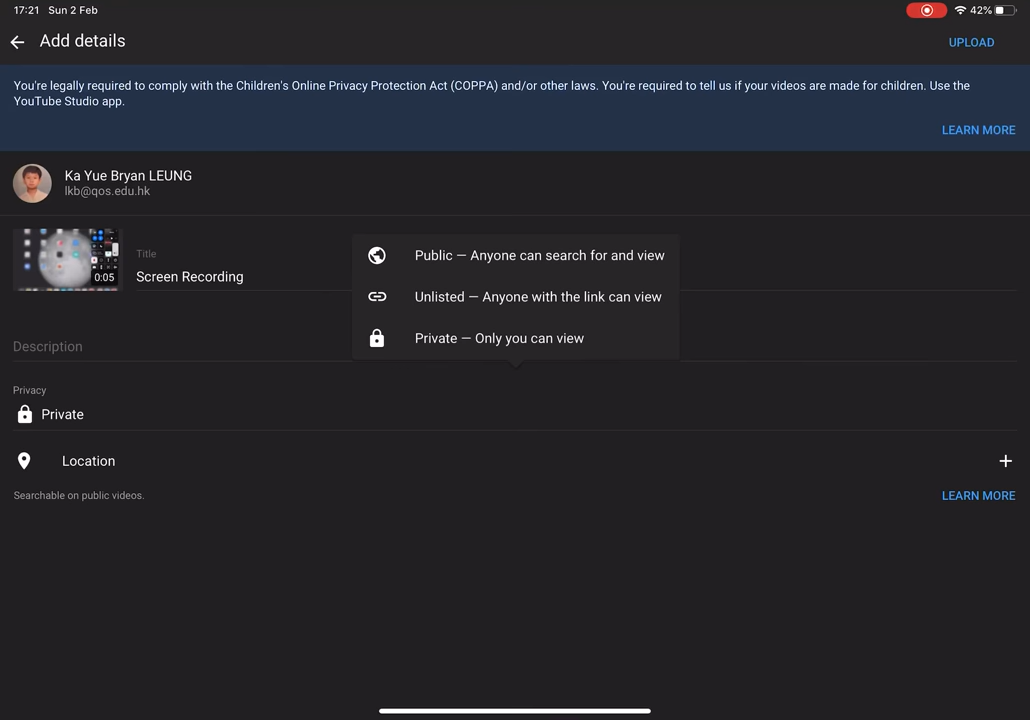 17:21 Sun 2 Feb
42%
Add details
UPLOAD
You're legally required to comply with the Children's Online Privacy Protection Act (COPPA) and/or other laws. You're required to tell us if your videos are made for children. Use the
YouTube Studio app.
LEARN MORE
Ka Yue Bryan LEUNG
lkb@qos.edu.hk
0:05
Title
Screen Recording
Public — Anyone can search for and view
Unlisted — Anyone with the link can view
Private — Only you can view
Description
Privacy
Private
Location
Searchable on public videos.
LEARN MORE